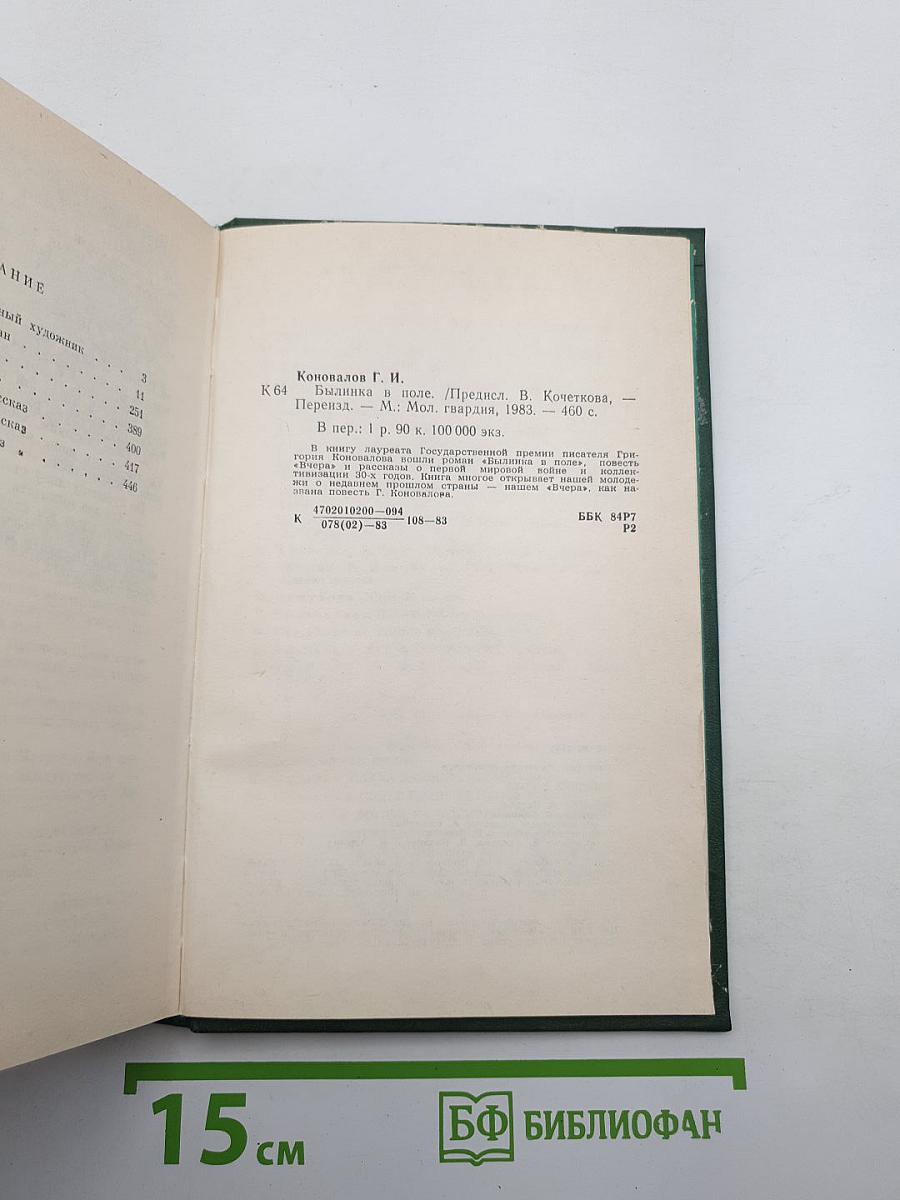 АНИЕ
ный художник . . . 3
ан . . . . . . 11
. . . . . 251
сказ . . . . . 389
сказ . . . . . 400
з . . . . . 417
. . . . . 446
Коновалов Г. И.
К 64 Былинка в поле. /Предисл. В. Кочеткова, —
Переизд. — М.: Мол. гвардия, 1983. — 460 с.
В пер.: 1 р. 90 к. 100 000 экз.
В книгу лауреата Государственной премии писателя Гри-
гория Коновалова вошли роман «Былинка в поле», повесть
«Вчера» и рассказы о первой мировой войне и коллек-
тивизации 30-х годов. Книга многое открывает нашей молоде-
жи о недавнем прошлом страны — нашем «Вчера», как на-
звана повесть Г. Коновалова.
К 4702010200—094
078(02)—83 108—83
ББК 84Р7
Р2
15 см
БФ БИБЛИОФАН